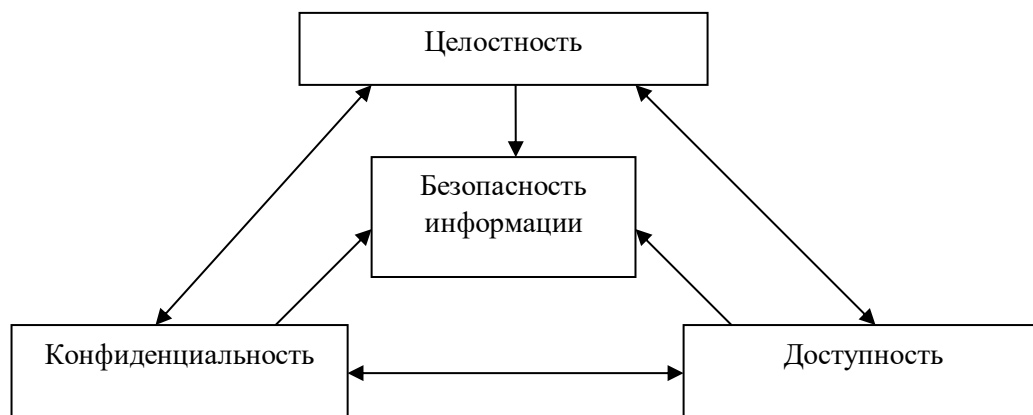 Целостность
Безопасность
информации
Конфиденциальность
Доступность